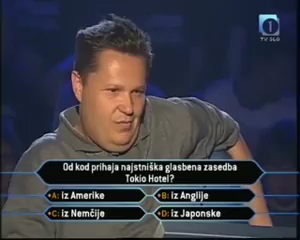 TV SLO
Od kod prihaja najstniška glasbena zasedba
Tokio Hotel?
A: iz Amerike
B: iz Anglije
C: iz Nemčije
D: iz Japonske